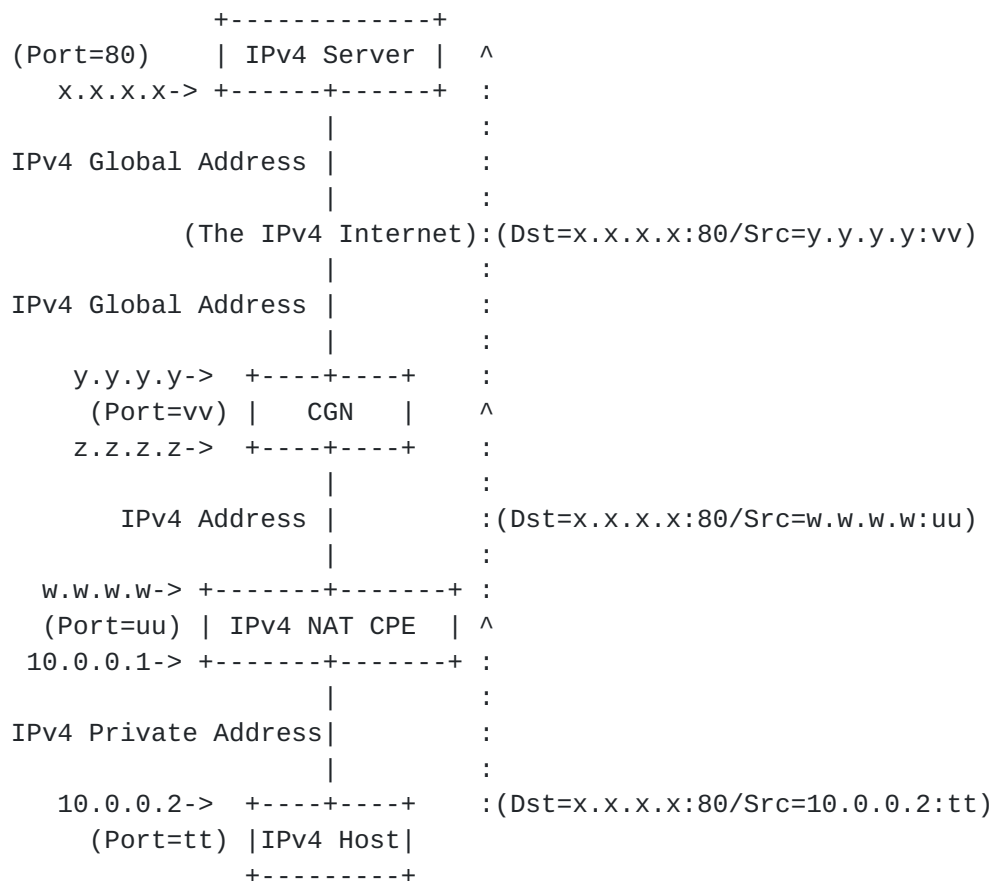 +-------------+
(Port=80)    | IPv4 Server |  ^
   x.x.x.x-> +------+------+  :
                    |         :
IPv4 Global Address |         :
                    |         :
           (The IPv4 Internet):(Dst=x.x.x.x:80/Src=y.y.y.y:vv)
                    |         :
IPv4 Global Address |         :
                    |         :
    y.y.y.y->  +----+----+    :
     (Port=vv) |   CGN   |    ^
    z.z.z.z->  +----+----+    :
                    |         :
       IPv4 Address |         :(Dst=x.x.x.x:80/Src=w.w.w.w:uu)
                    |         :
  w.w.w.w-> +-------+-------+ :
  (Port=uu) | IPv4 NAT CPE  | ^
 10.0.0.1-> +-------+-------+ :
                    |         :
IPv4 Private Address|         :
                    |         :
   10.0.0.2->  +----+----+    :(Dst=x.x.x.x:80/Src=10.0.0.2:tt)
     (Port=tt) |IPv4 Host|
               +---------+